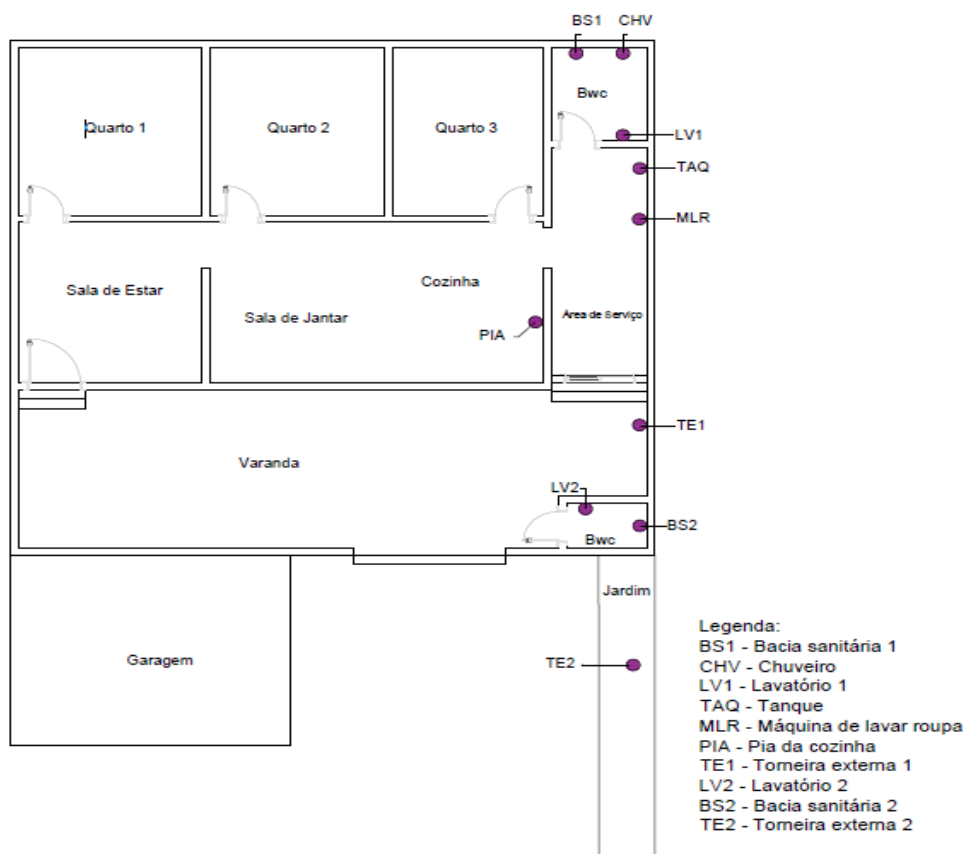 BS1 CHV
Bwc
Quarto 1 Quarto 2 Quarto 3
LV1
TAQ
MLR
Sala de Estar
Cozinha
Sala de Jantar
Área de Serviço
PIA
TE1
Varanda
LV2
BS2
Bwc
Jardim
Garagem
TE2
Legenda:
BS1 - Bacia sanitária 1
CHV - Chuveiro
LV1 - Lavatório 1
TAQ - Tanque
MLR - Máquina de lavar roupa
PIA - Pia da cozinha
TE1 - Torneira externa 1
LV2 - Lavatório 2
BS2 - Bacia sanitária 2
TE2 - Torneira externa 2